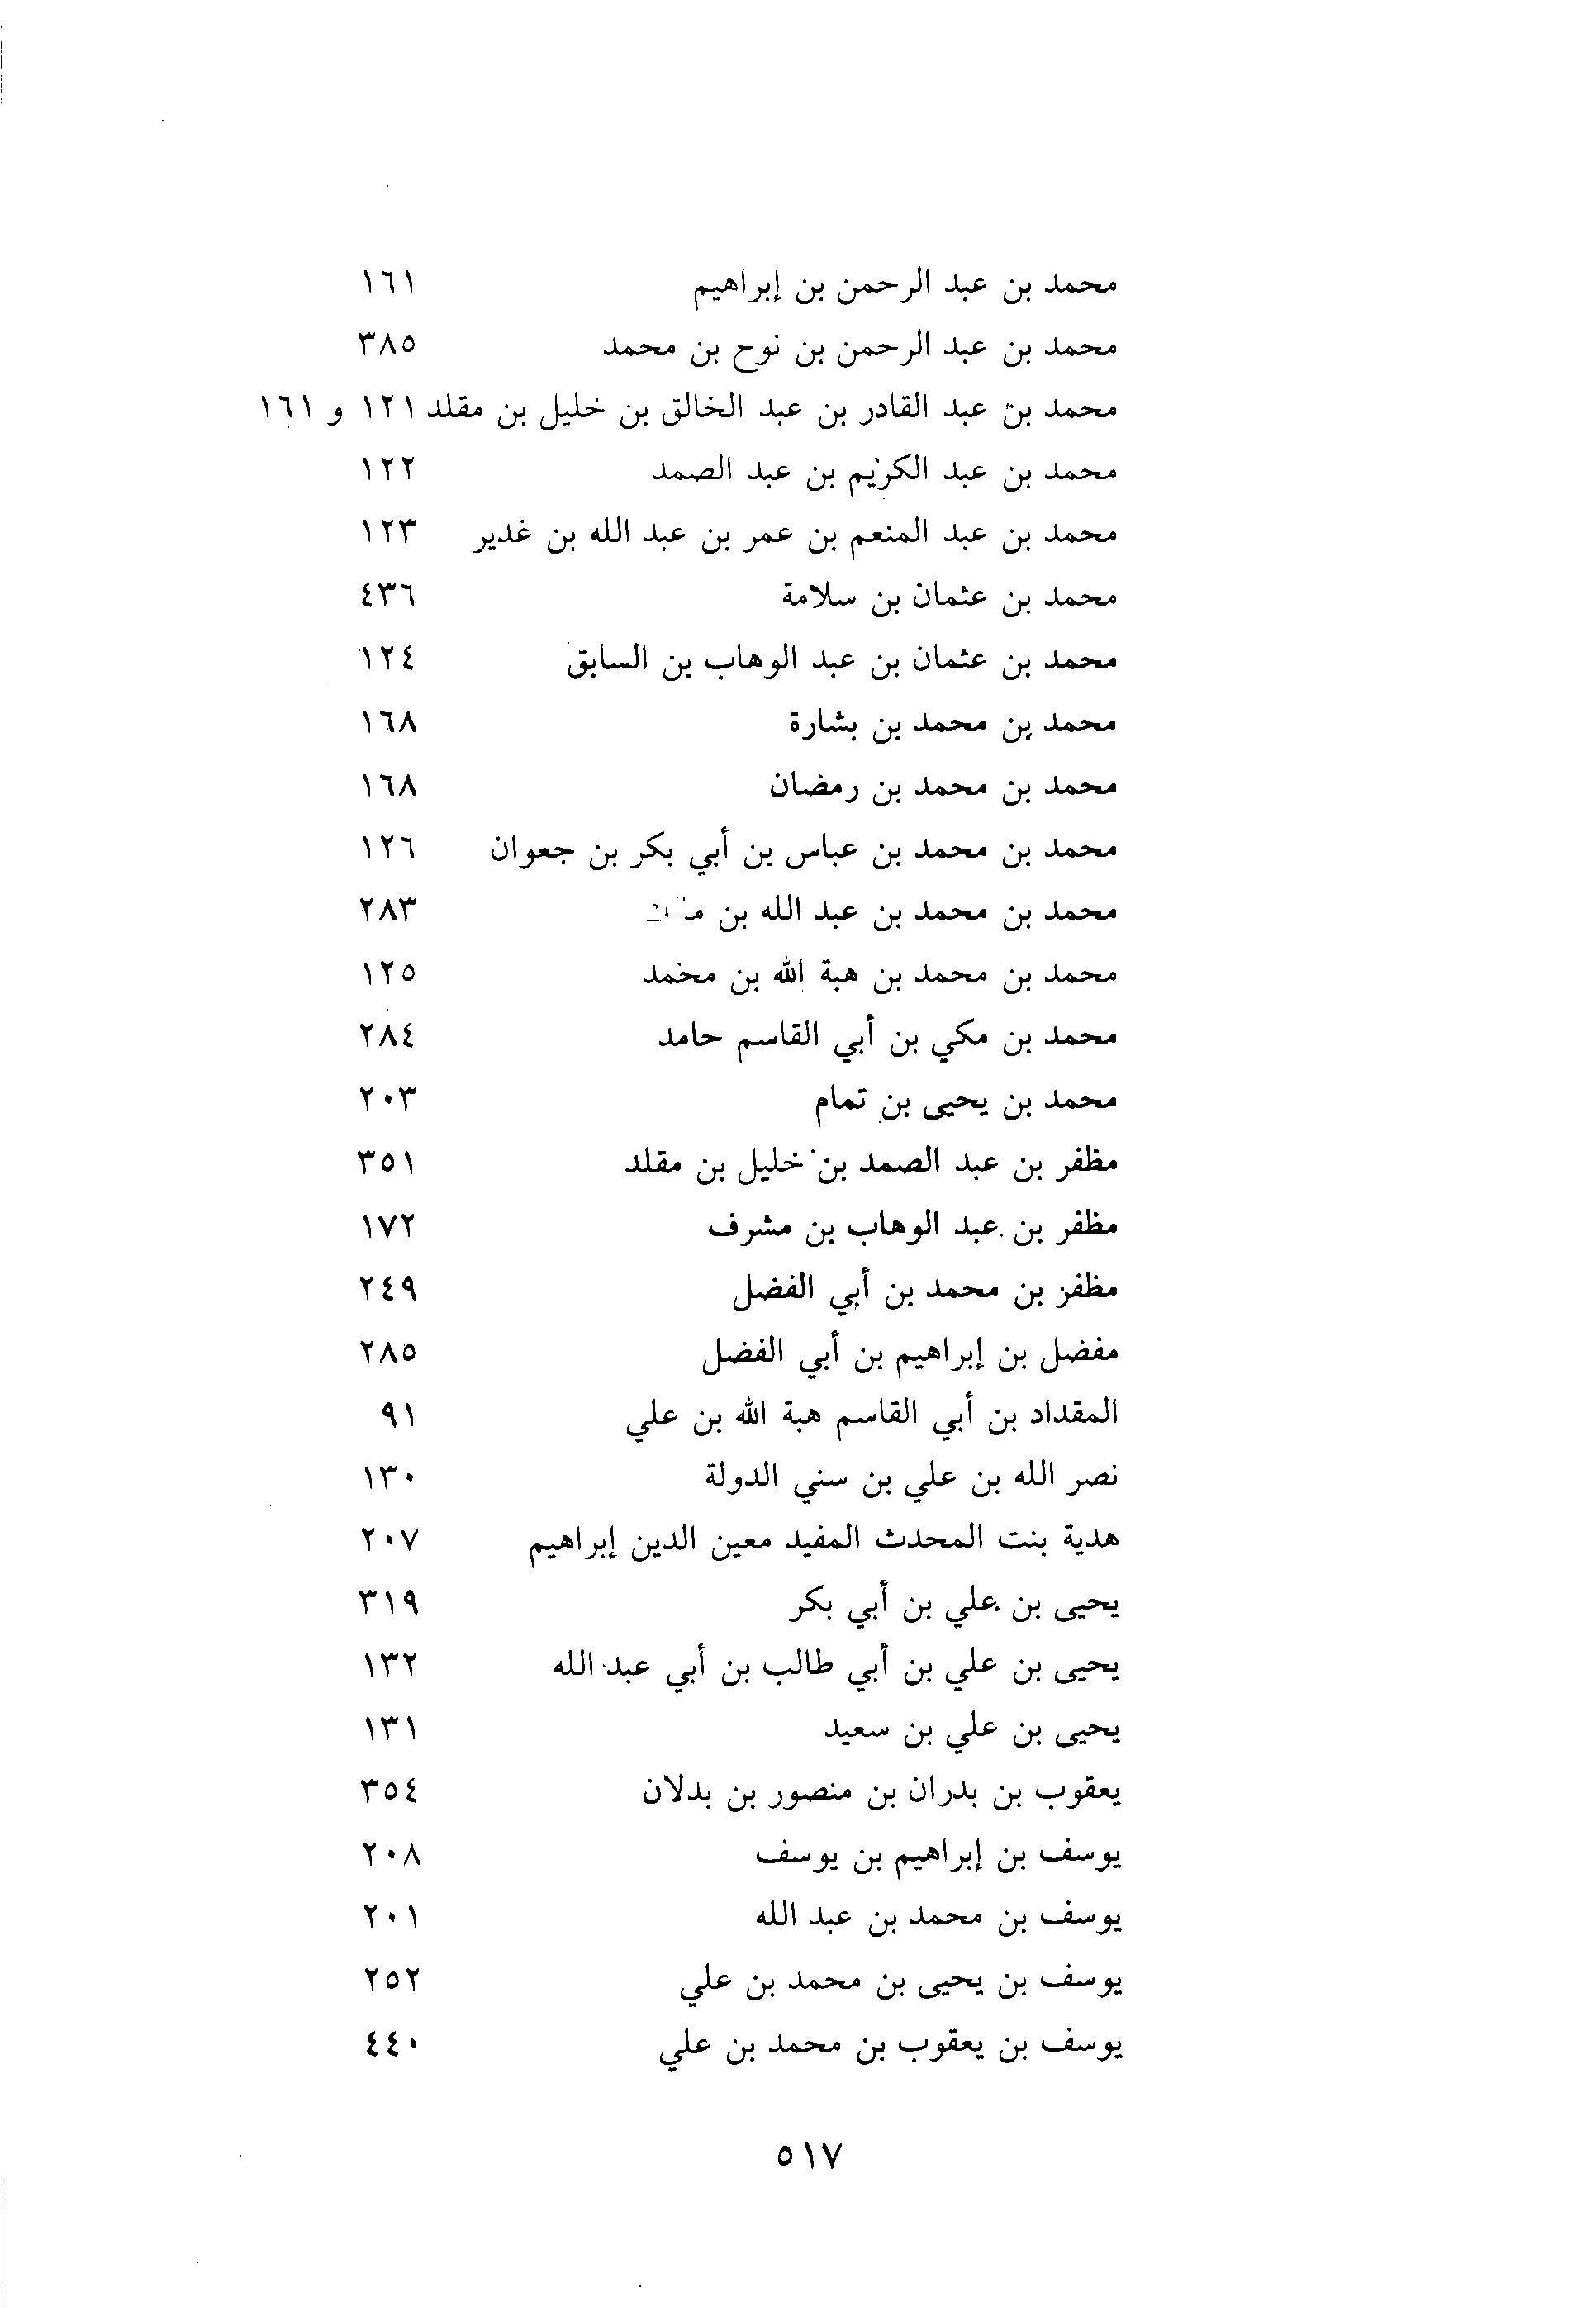 محمد بن عبد الرحمن بن إبراهيم ١٦١
محمد بن عبد الرحمن بن نوح بن محمد ٣٨٥
محمد بن عبد القادر بن عبد الخالق بن خليل بن مقلد ١٢١ و ١٦١
محمد بن عبد الكريم بن عبد الصمد ١٢٢
محمد بن عبد المنعم بن عمر بن عبد الله بن غدير ١٢٣
محمد بن عثمان بن سلامة ٤٣٦
محمد بن عثمان بن عبد الوهاب بن السابق ١٢٤
محمد بن محمد بن بشارة ١٦٨
محمد بن محمد بن رمضان ١٦٨
محمد بن محمد بن عباس بن أبي بكر بن جعوان ١٢٦
محمد بن محمد بن عبد الله بن ٢٨٣
محمد بن محمد بن هبة الله بن محمد ١٢٥
محمد بن مكي بن أبي القاسم حامد ٢٨٤
محمد بن يحيى بن تمام ٢٠٣
مظفر بن عبد الصمد بن خليل بن مقلد ٣٥١
مظفر بن عبد الوهاب بن مشرف ١٧٢
مظفر بن محمد بن أبي الفضل ٢٤٩
مفضل بن إبراهيم بن أبي الفضل ٢٨٥
المقداد بن أبي القاسم هبة الله بن علي ٩١
نصر الله بن علي بن سني الدولة ١٣٠
هدية بنت المحدث المفيد معين الدين إبراهيم ٢٠٧
يحيى بن علي بن أبي بكر ٣١٩
يحيى بن علي بن أبي طالب بن أبي عبد الله ١٣٢
يحيى بن علي بن سعيد ١٣١
يعقوب بن بدران بن منصور بن بدلان ٣٥٤
يوسف بن إبراهيم بن يوسف ٢٠٨
يوسف بن محمد بن عبد الله ٢٠١
يوسف بن يحيى بن محمد بن علي ٢٥٢
يوسف بن يعقوب بن محمد بن علي ٤٤٠
٥١٧